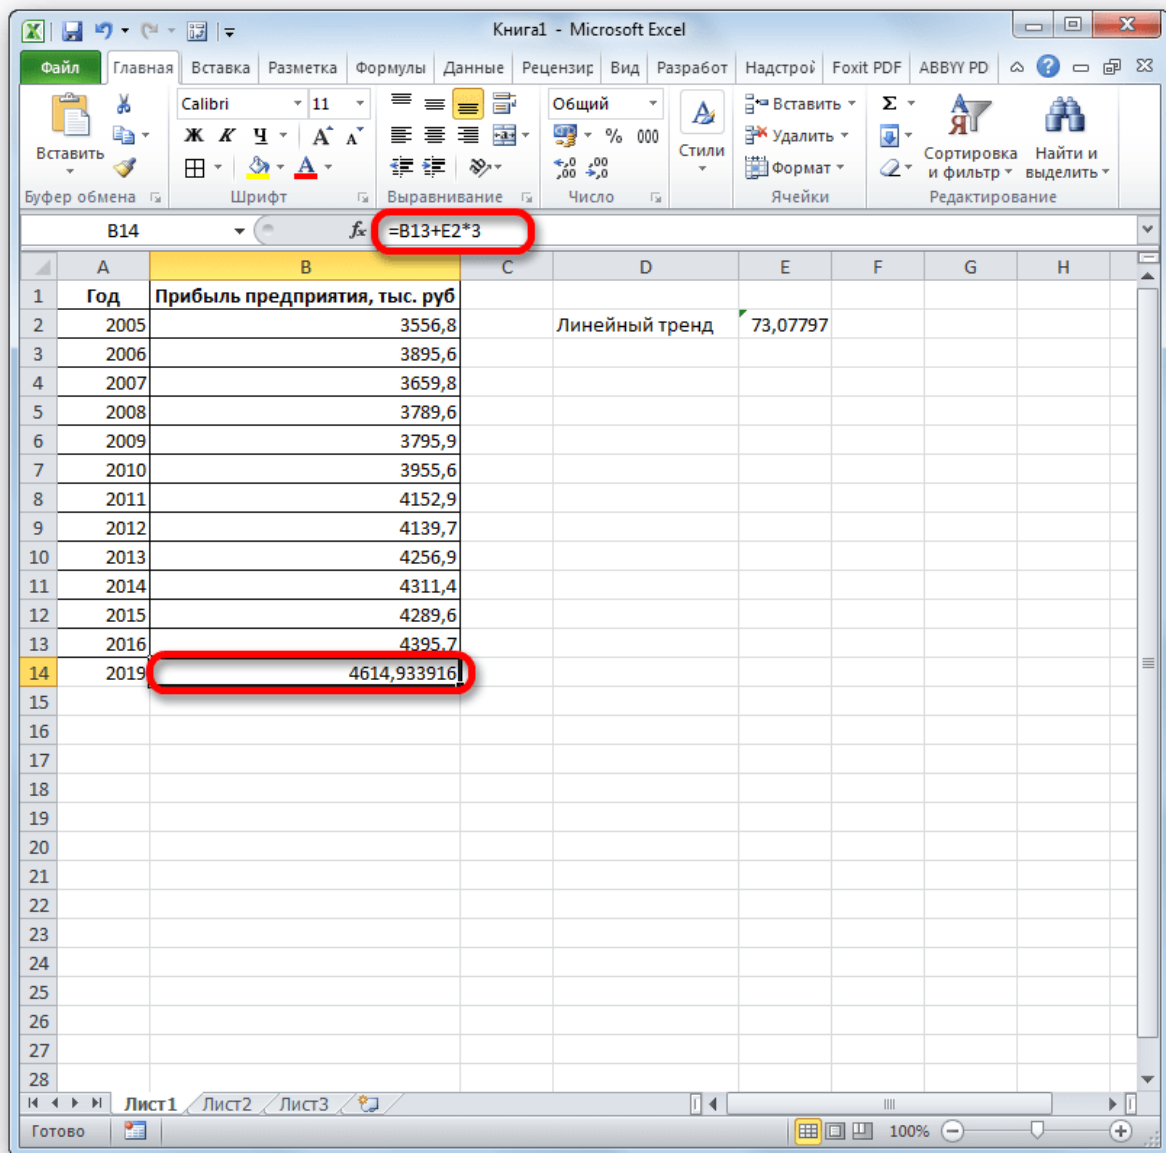 Книга1 - Microsoft Excel
Файл Главная Вставка Разметка Формулы Данные Рецензир Вид Разработ Надстрой Foxit PDF ABBYY PD
Calibri 11 Общий Вставить Σ
Вставить Ж К Ч A A % 000 Стили Удалить Сортировка и фильтр Найти и выделить
A ,0 ,00 ,00 ,0 Формат
Буфер обмена Шрифт Выравнивание Число Ячейки Редактирование
B14 fx =B13+E2*3
A B C D E F G H
1 Год Прибыль предприятия, тыс. руб
2 2005 3556,8 Линейный тренд 73,07797
3 2006 3895,6
4 2007 3659,8
5 2008 3789,6
6 2009 3795,9
7 2010 3955,6
8 2011 4152,9
9 2012 4139,7
10 2013 4256,9
11 2014 4311,4
12 2015 4289,6
13 2016 4395,7
14 2019 4614,933916
15
16
17
18
19
20
21
22
23
24
25
26
27
28
Лист1 Лист2 Лист3
Готово 100%